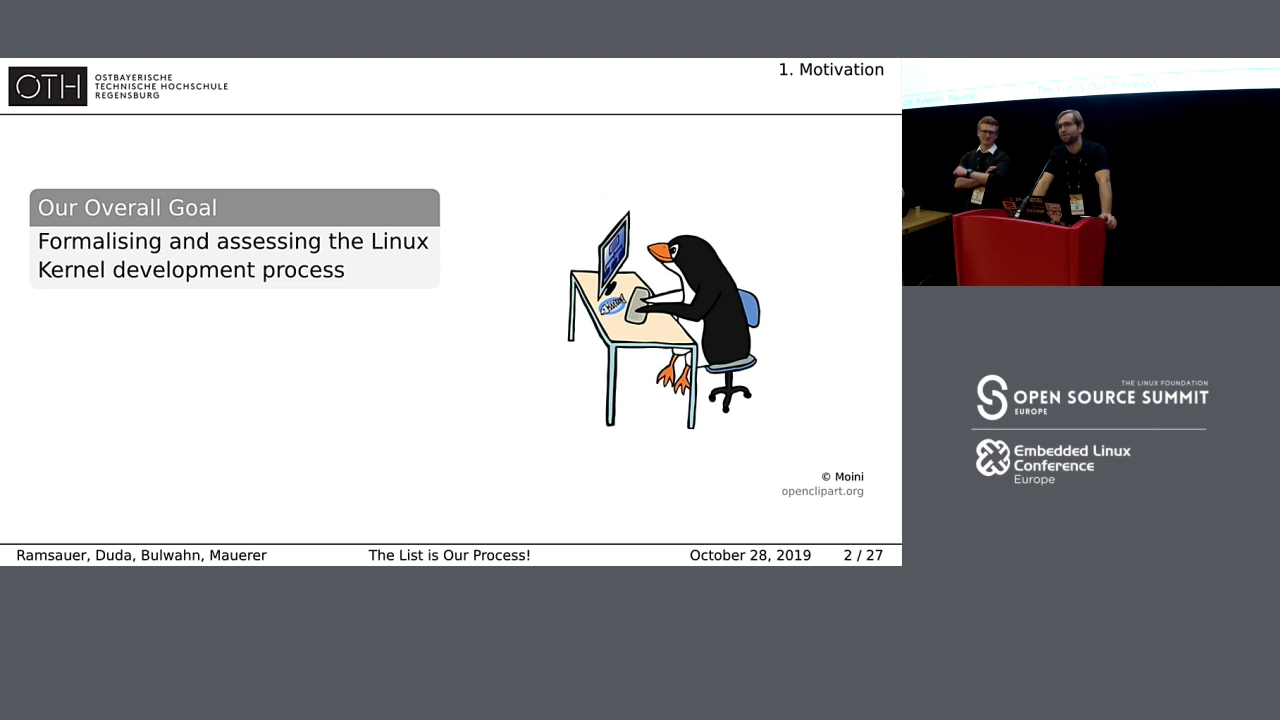 OTH
OSTBAYERISCHE
TECHNISCHE HOCHSCHULE
REGENSBURG
1. Motivation
Our Overall Goal
Formalising and assessing the Linux
Kernel development process
© Moini
openclipart.org
Ramsauer, Duda, Bulwahn, Mauerer
The List is Our Process!
October 28, 2019
2 / 27
THE LINUX FOUNDATION
OPEN SOURCE SUMMIT
EUROPE
Embedded Linux
Conference
Europe